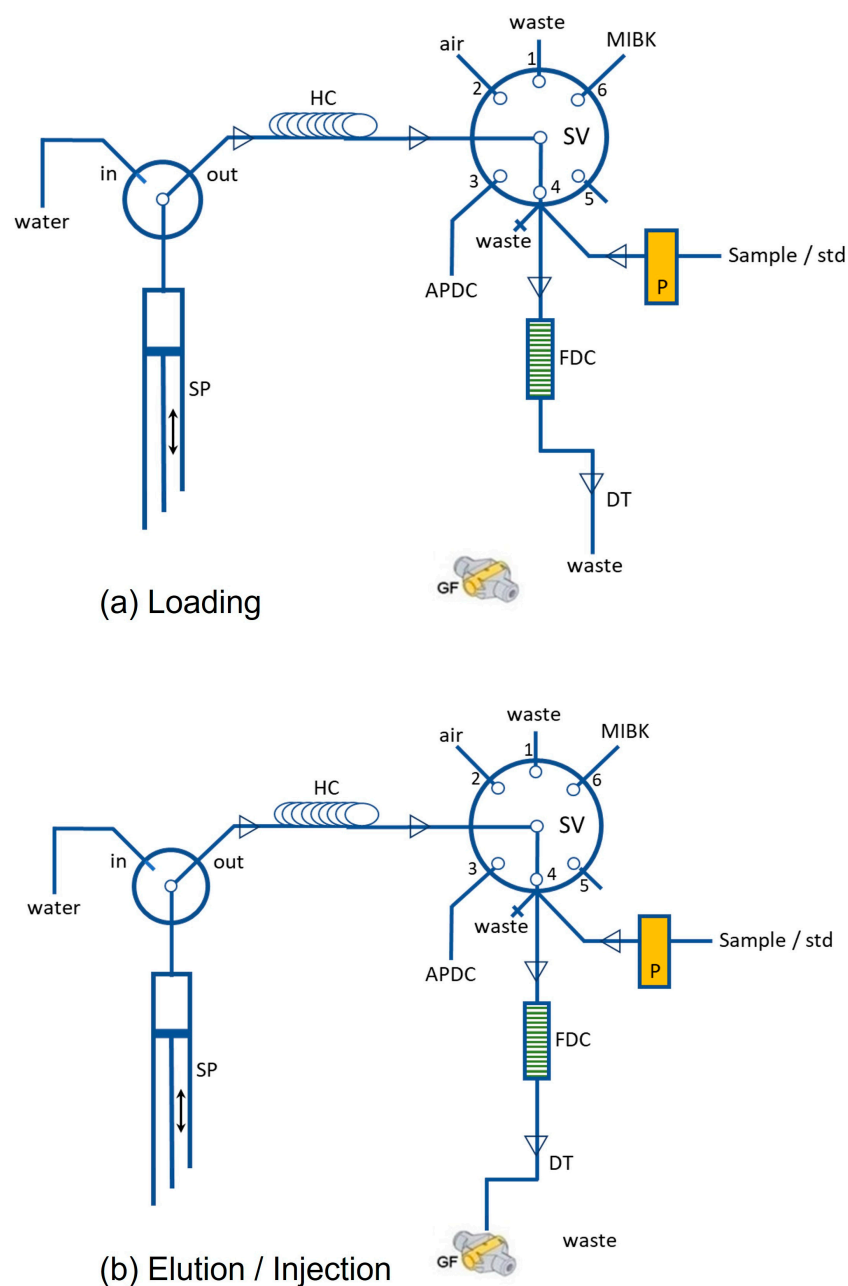 waste
air
MIBK
1
2
6
HC
SV
in
out
3
4
5
water
waste
Sample / std
APDC
P
FDC
SP
DT
waste
GF
(a) Loading
waste
air
MIBK
1
2
6
HC
SV
in
out
3
4
5
water
waste
Sample / std
APDC
P
FDC
SP
DT
waste
GF
(b) Elution / Injection